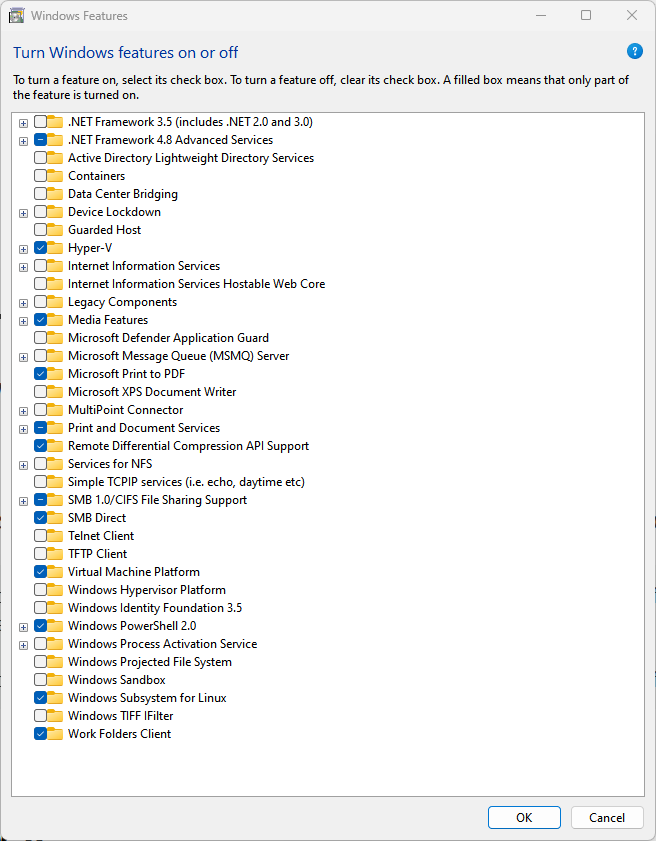 Windows Features
Turn Windows features on or off
To turn a feature on, select its check box. To turn a feature off, clear its check box. A filled box means that only part of
the feature is turned on.
.NET Framework 3.5 (includes .NET 2.0 and 3.0)
.NET Framework 4.8 Advanced Services
Active Directory Lightweight Directory Services
Containers
Data Center Bridging
Device Lockdown
Guarded Host
Hyper-V
Internet Information Services
Internet Information Services Hostable Web Core
Legacy Components
Media Features
Microsoft Defender Application Guard
Microsoft Message Queue (MSMQ) Server
Microsoft Print to PDF
Microsoft XPS Document Writer
MultiPoint Connector
Print and Document Services
Remote Differential Compression API Support
Services for NFS
Simple TCPIP services (i.e. echo, daytime etc)
SMB 1.0/CIFS File Sharing Support
SMB Direct
Telnet Client
TFTP Client
Virtual Machine Platform
Windows Hypervisor Platform
Windows Identity Foundation 3.5
Windows PowerShell 2.0
Windows Process Activation Service
Windows Projected File System
Windows Sandbox
Windows Subsystem for Linux
Windows TIFF IFilter
Work Folders Client
OK Cancel